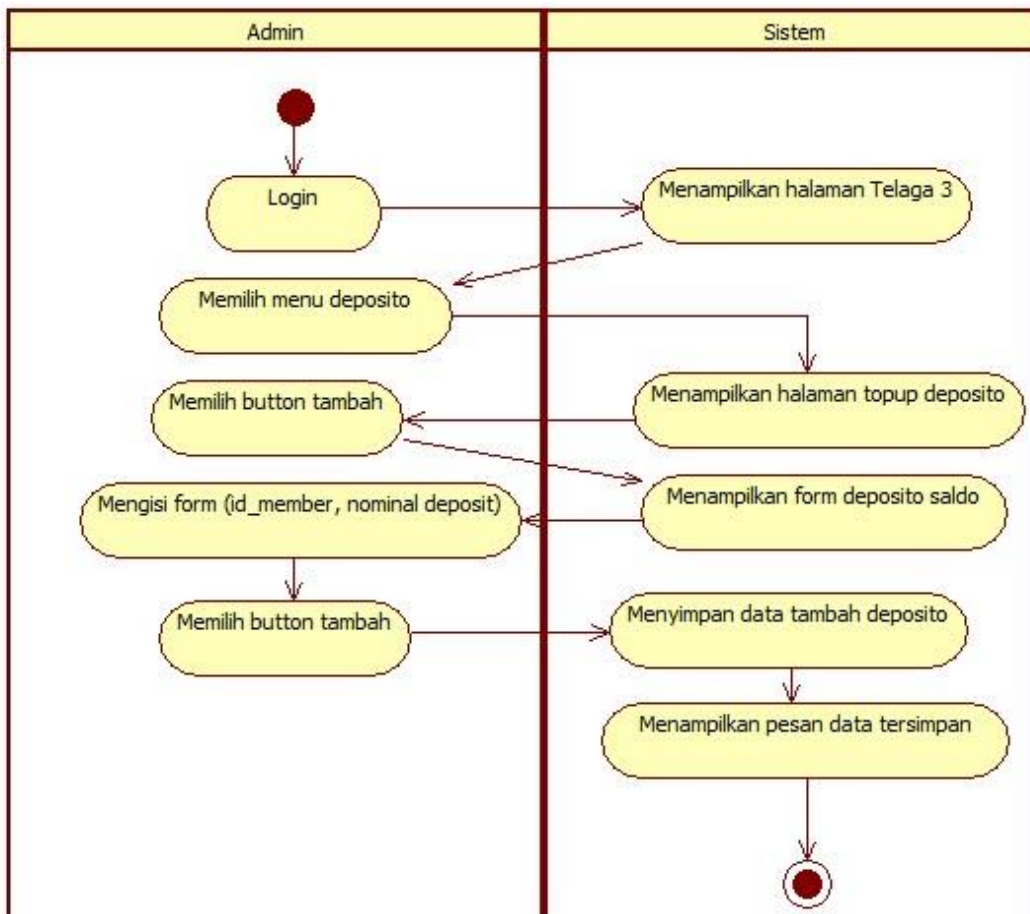 Admin
Sistem
Login
Menampilkan halaman Telaga 3
Memilih menu deposito
Menampilkan halaman topup deposito
Memilih button tambah
Menampilkan form deposito saldo
Mengisi form (id_member, nominal deposit)
Memilih button tambah
Menyimpan data tambah deposito
Menampilkan pesan data tersimpan